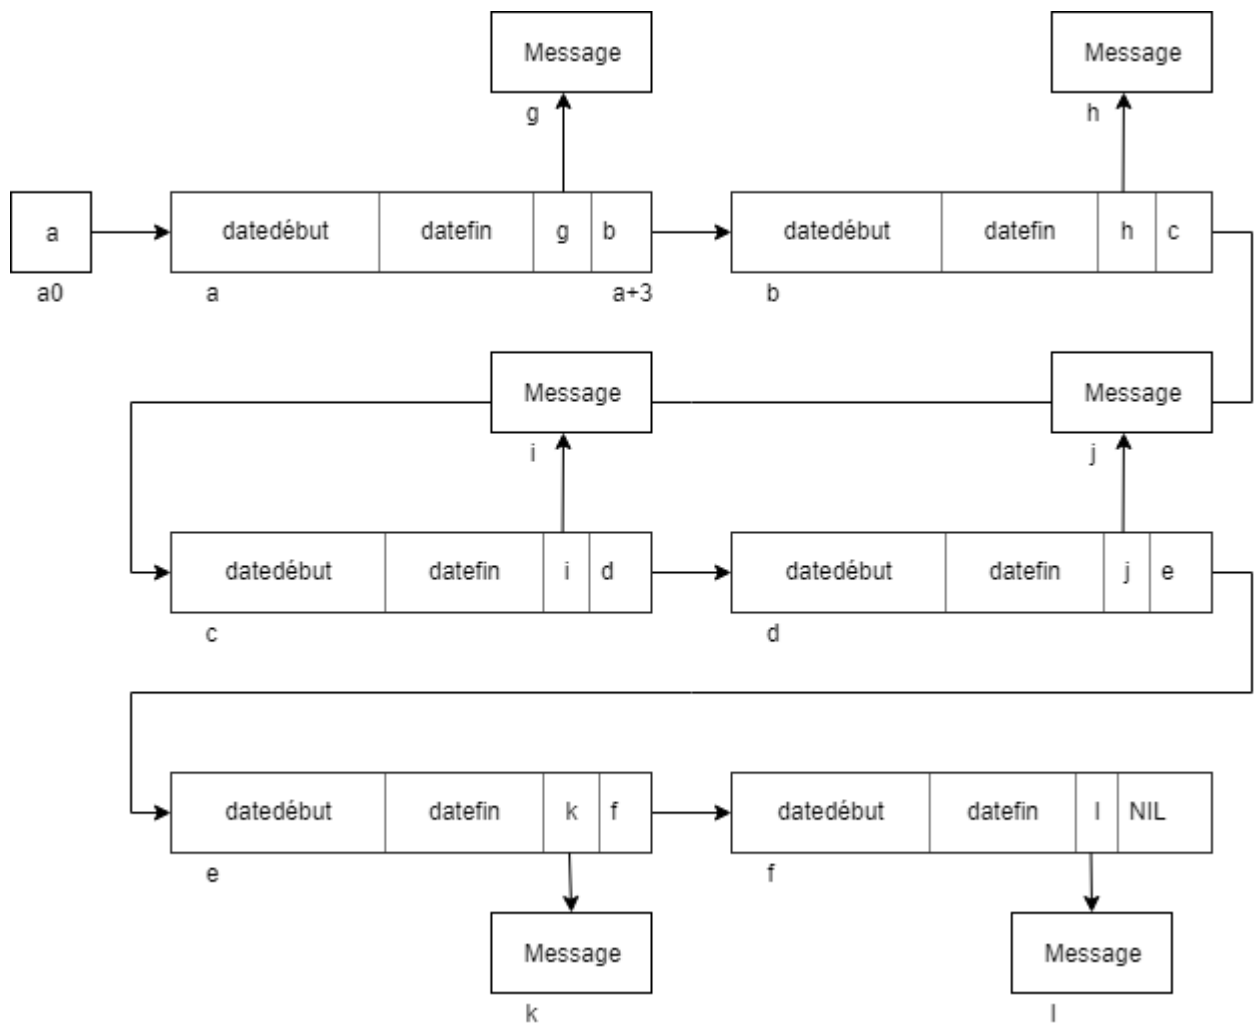 Message Message
g h
a datedébut datefin g b datedébut datefin h c
a0 a a+3 b
Message Message
i j
datedébut datefin i d datedébut datefin j e
c d
datedébut datefin k f datedébut datefin l NIL
e f
Message Message
k l